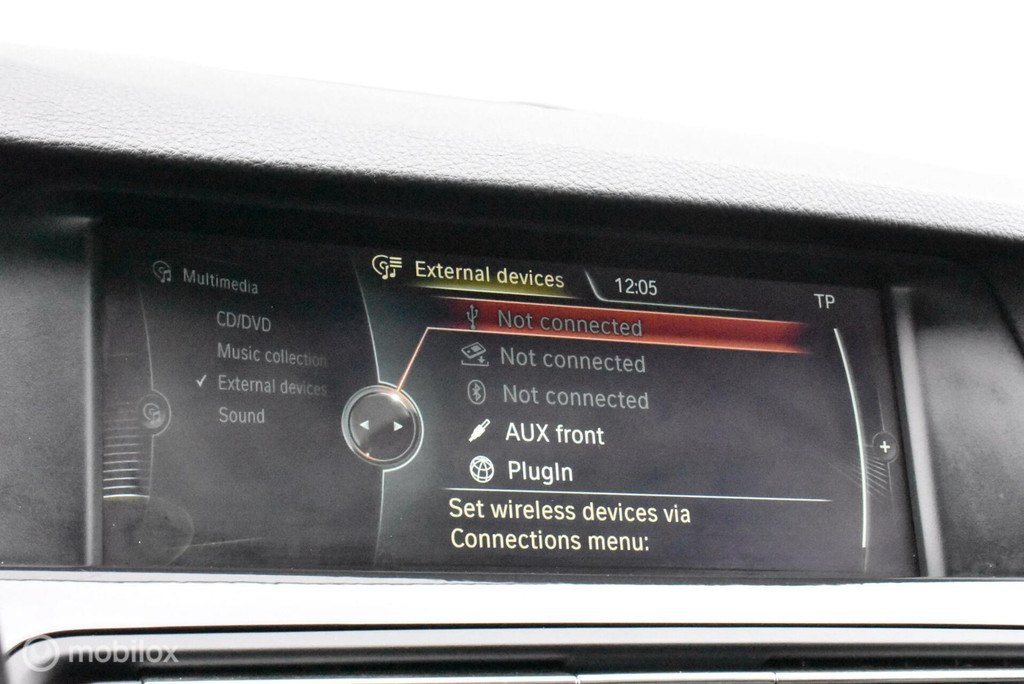 Multimedia
CD/DVD
Music collection
✓ External devices
Sound
External devices 12:05 TP
Not connected
Not connected
Not connected
AUX front
PlugIn
Set wireless devices via
Connections menu:
mobilox